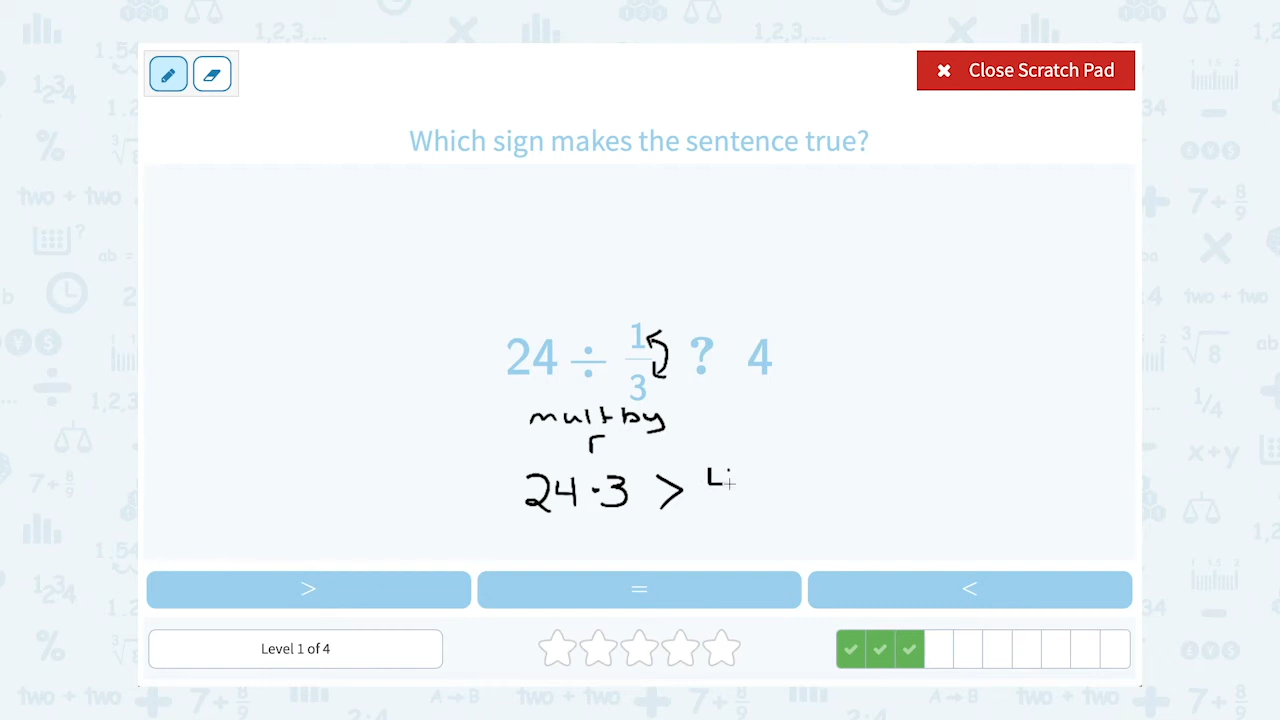 Close Scratch Pad
Which sign makes the sentence true?
24 ÷ 1/3 ? 4
mult by
r
24 · 3 > 4
> = <
Level 1 of 4